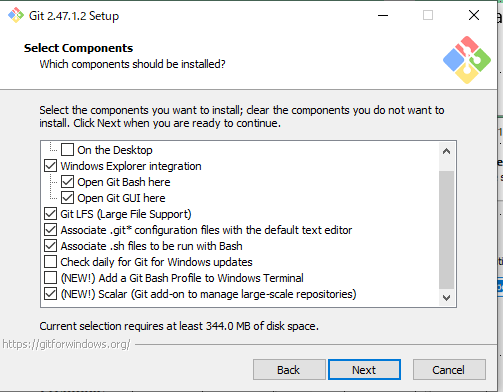 Git 2.47.1.2 Setup
Select Components
Which components should be installed?
Select the components you want to install; clear the components you do not want to
install. Click Next when you are ready to continue.
On the Desktop
Windows Explorer integration
Open Git Bash here
Open Git GUI here
Git LFS (Large File Support)
Associate .git* configuration files with the default text editor
Associate .sh files to be run with Bash
Check daily for Git for Windows updates
(NEW!) Add a Git Bash Profile to Windows Terminal
(NEW!) Scalar (Git add-on to manage large-scale repositories)
Current selection requires at least 344.0 MB of disk space.
https://gitforwindows.org/
Back
Next
Cancel